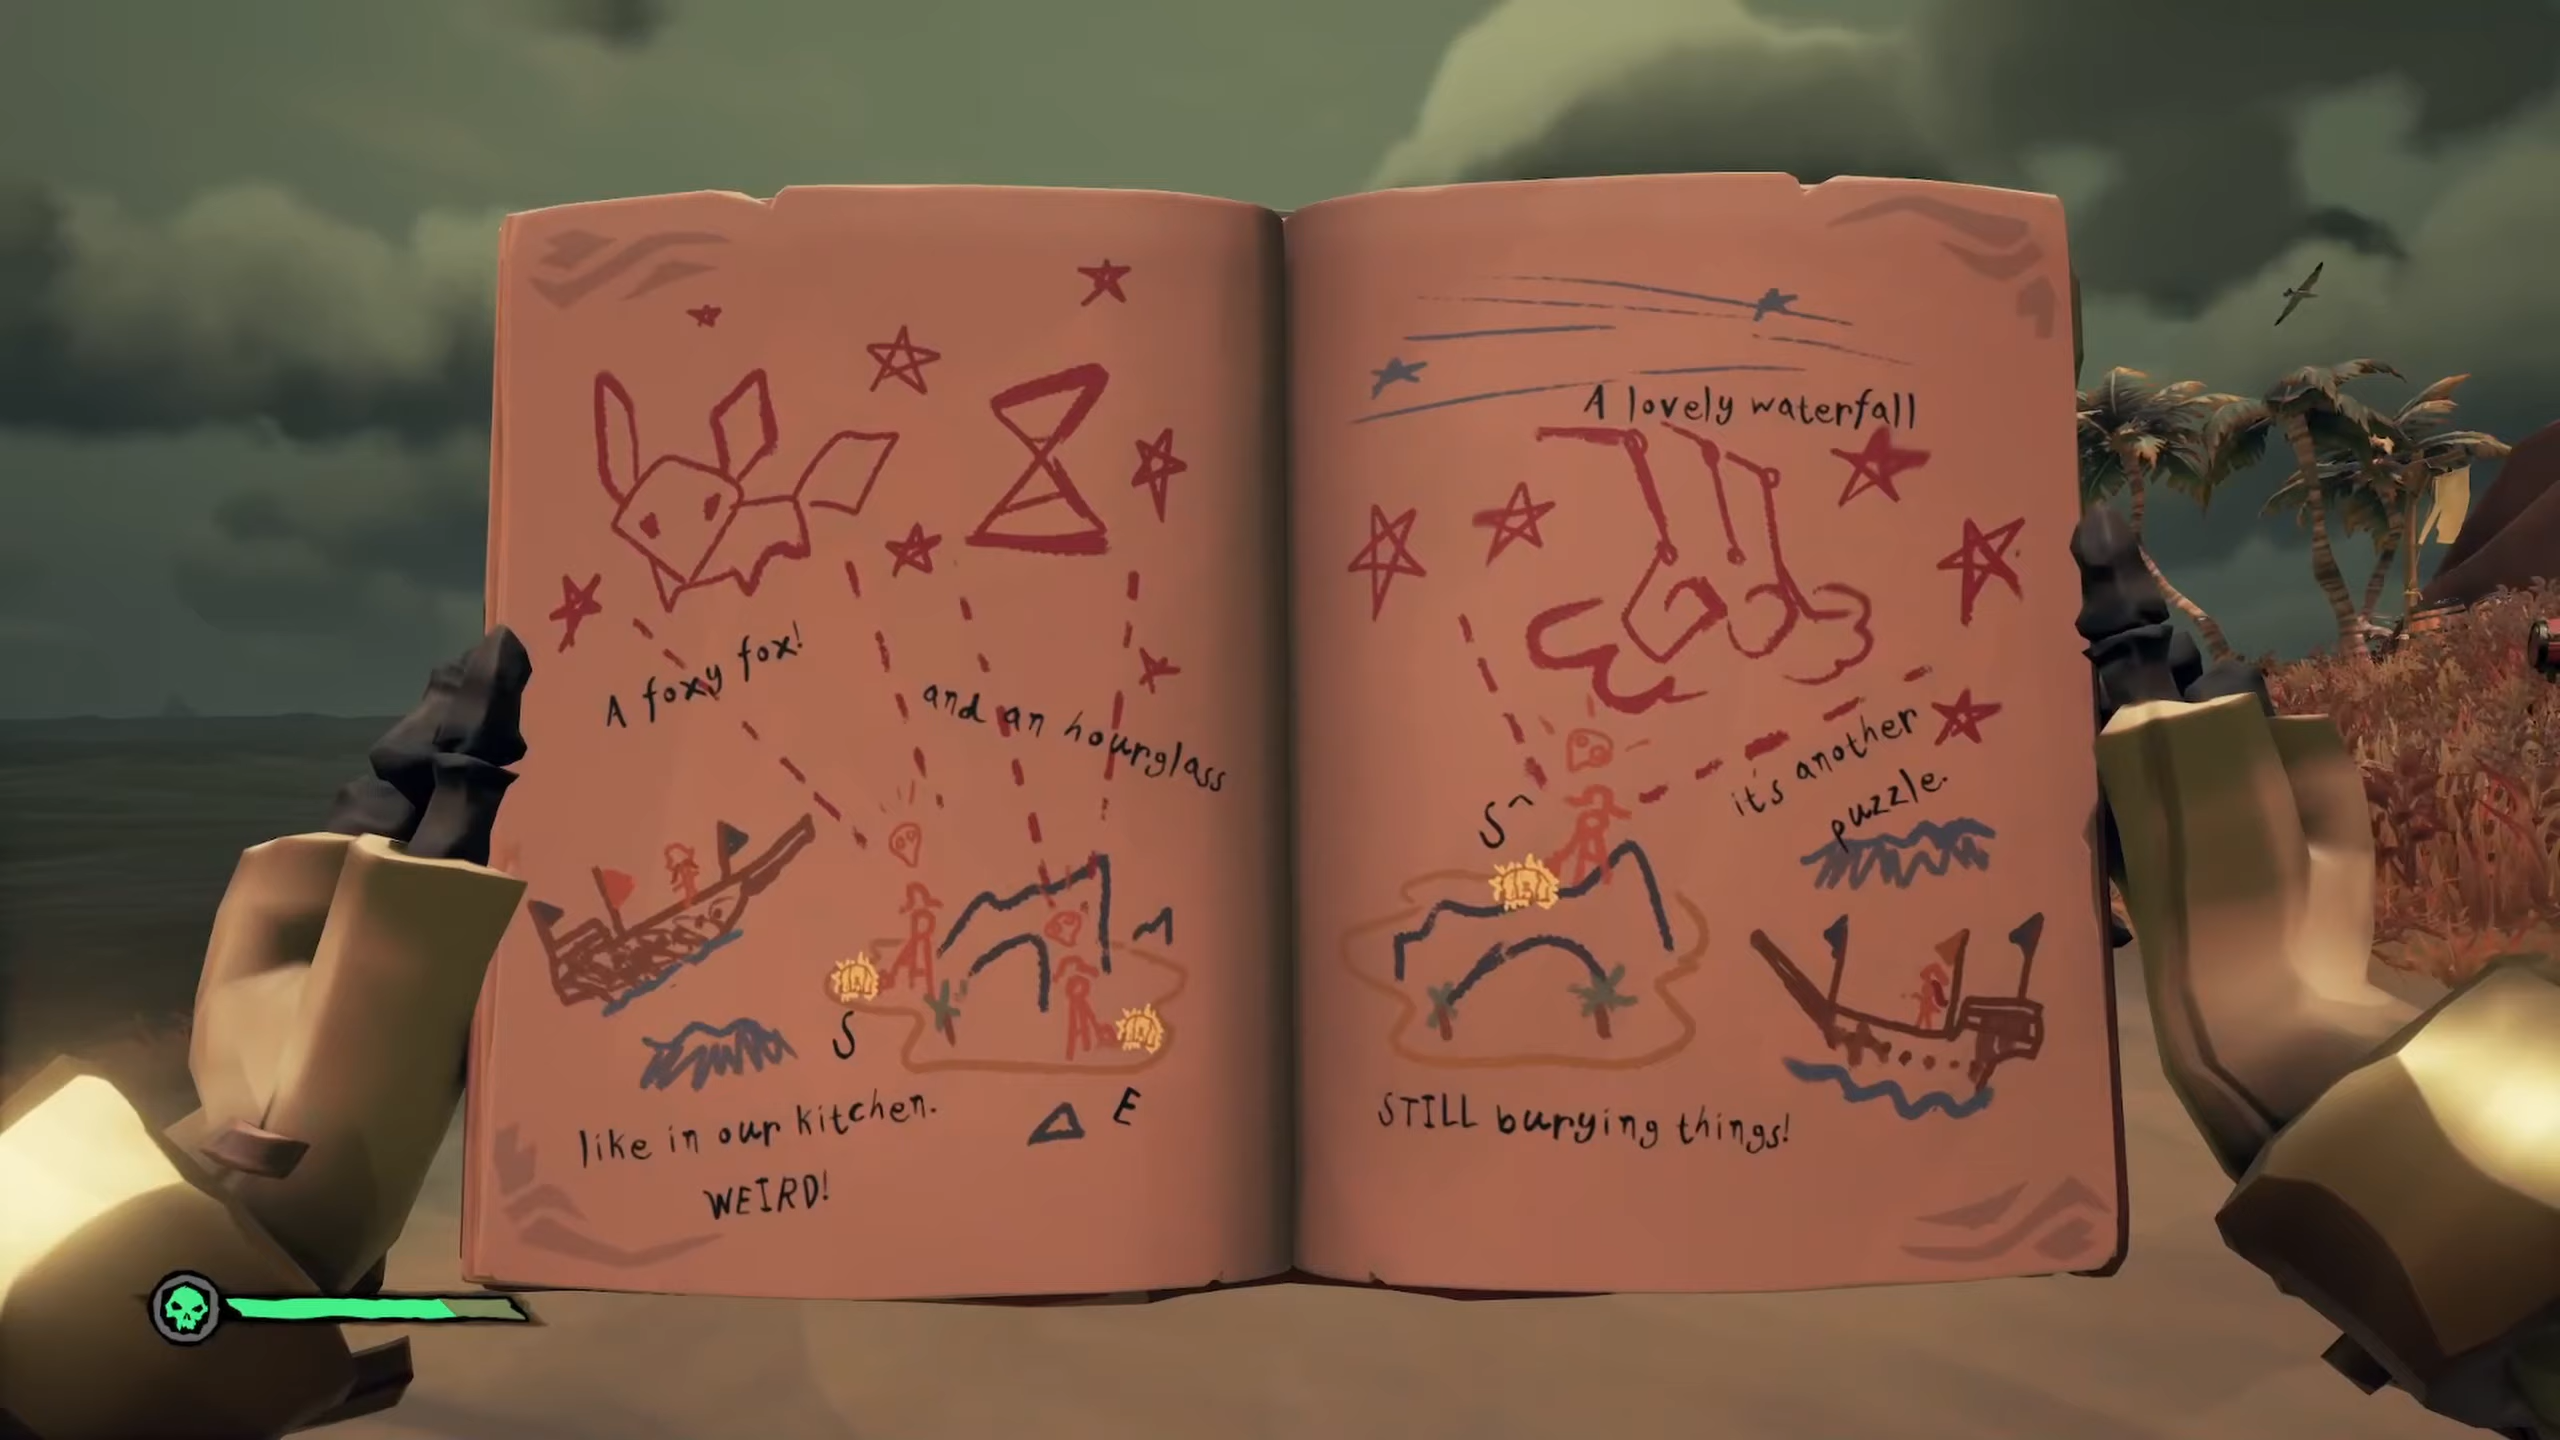 A foxy fox!
and an hourglass
S
E
like in our kitchen.
WEIRD!
A lovely waterfall
it's another
puzzle.
S^
STILL burying things!